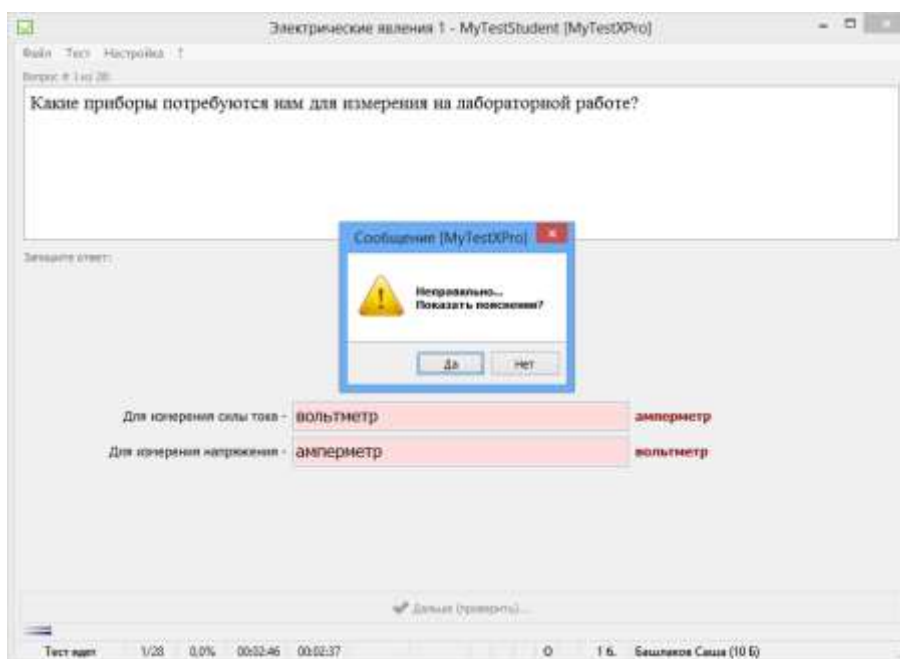 Электрические явления 1 - MyTestStudent [MyTestXPro]
Файл Тест Настройка ?
Вопрос # 1 из 28:
Какие приборы потребуются нам для измерения на лабораторной работе?
Сообщение [MyTestXPro]
Запишите ответ:
Неправильно...
Показать пояснения?
Да Нет
Для измерения силы тока - вольтметр амперметр
Для измерения напряжения - амперметр вольтметр
Дальше (проверить)...
Тест идет 1/28 0,0% 00:02:46 00:02:37 0 1 б. Башлаков Саша (10 Б)